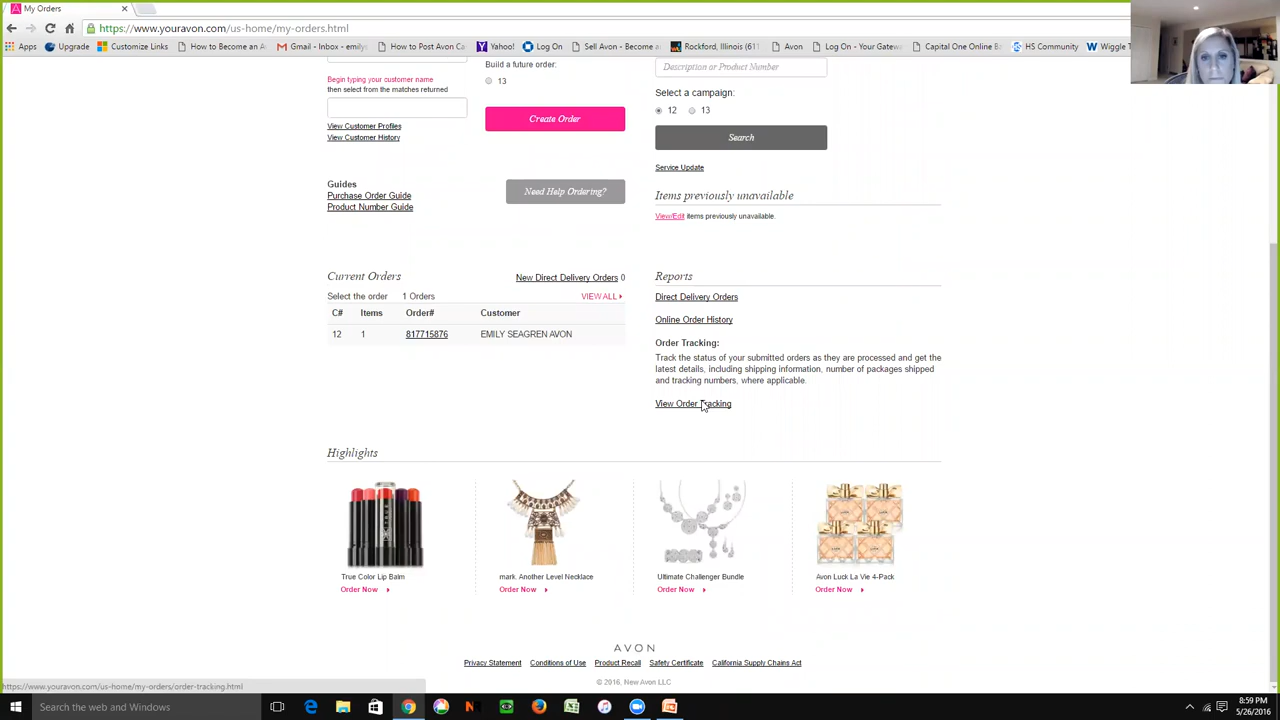 My Orders
https://www.youravon.com/us-home/my-orders.html
Apps
Upgrade
Customize Links
How to Become an A
Gmail - Inbox - emily
How to Post Avon Ca
Yahoo!
Log On
Sell Avon - Become a
Rockford, Illinois (611
Avon
Log On - Your Gatew
Capital One Online B
HS Community
Wiggle T
Begin typing your customer name
then select from the matches returned
View Customer Profiles
View Customer History
Build a future order:
13
Create Order
Description or Product Number
Select a campaign:
12 13
Search
Service Update
Guides
Purchase Order Guide
Product Number Guide
Need Help Ordering?
Items previously unavailable
View/Edit items previously unavailable.
Current Orders
New Direct Delivery Orders 0
Select the order 1 Orders VIEW ALL
C# Items Order# Customer
12 1 817715876 EMILY SEAGREN AVON
Reports
Direct Delivery Orders
Online Order History
Order Tracking:
Track the status of your submitted orders as they are processed and get the
latest details, including shipping information, number of packages shipped
and tracking numbers, where applicable.
View Order Tracking
Highlights
True Color Lip Balm
Order Now
mark. Another Level Necklace
Order Now
Ultimate Challenger Bundle
Order Now
Avon Luck La Vie 4-Pack
Order Now
AVON
Privacy Statement Conditions of Use Product Recall Safety Certificate California Supply Chains Act
© 2016, New Avon LLC
https://www.youravon.com/us-home/my-orders/order-tracking.html
Search the web and Windows
8:59 PM
5/26/2016